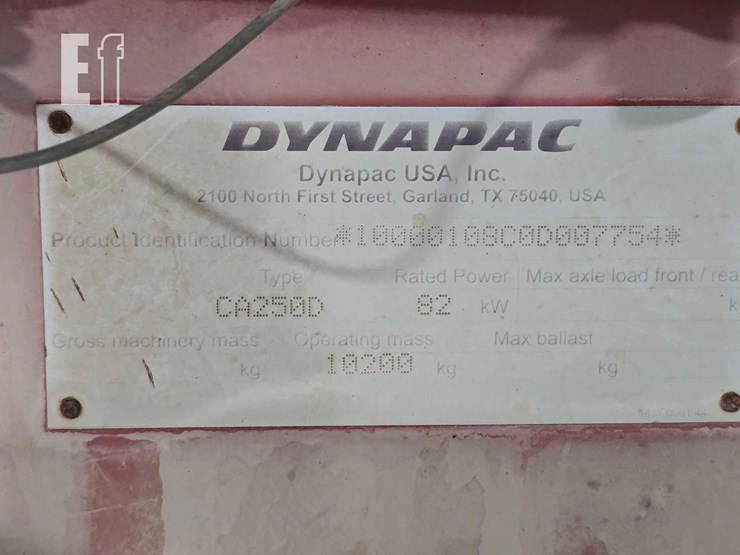 Ef
DYNAPAC
Dynapac USA, Inc.
2100 North First Street, Garland, TX 75040, USA
Product Identification Number *10000108C0D007754*
Type Rated Power Max axle load front / rea
CA250D 82 kW k
Gross machinery mass Operating mass Max ballast
kg 10200 kg kg